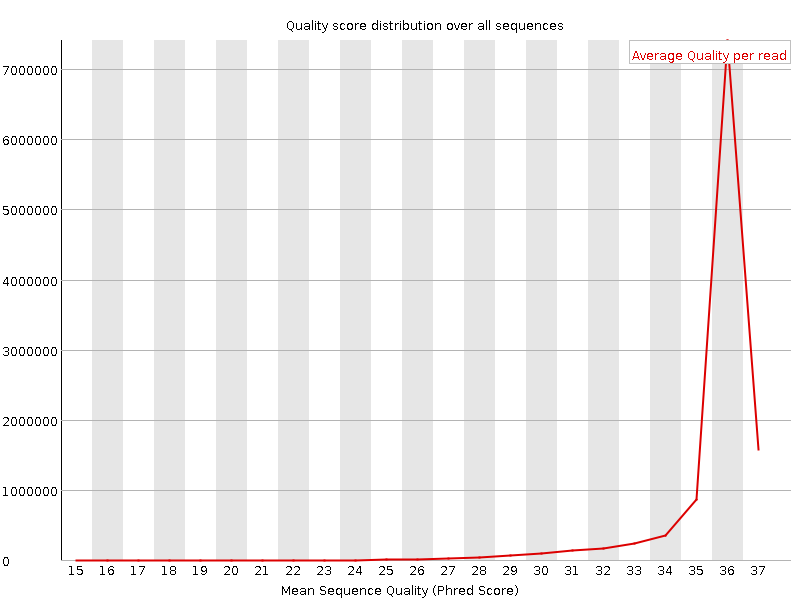 Quality score distribution over all sequences
Average Quality per read
7000000
6000000
5000000
4000000
3000000
2000000
1000000
0
15 16 17 18 19 20 21 22 23 24 25 26 27 28 29 30 31 32 33 34 35 36 37
Mean Sequence Quality (Phred Score)